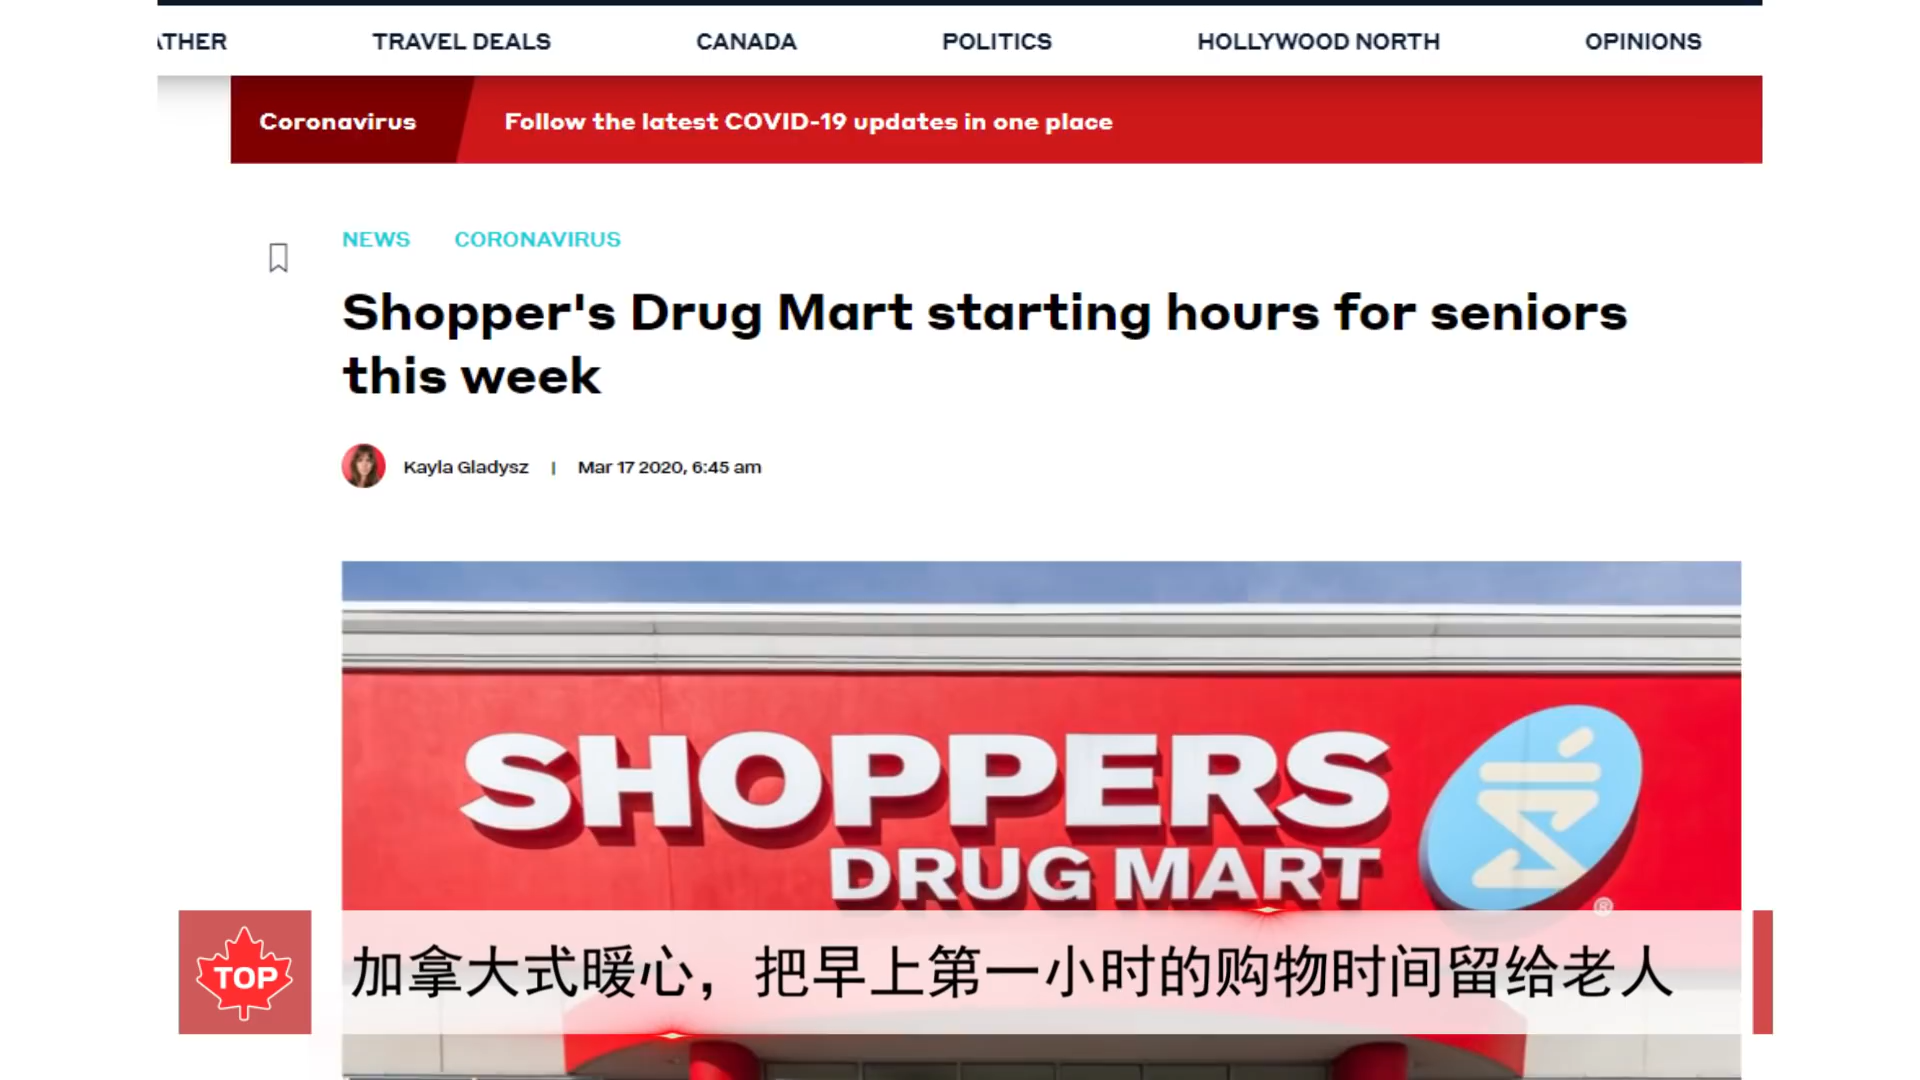 ATHER TRAVEL DEALS CANADA POLITICS HOLLYWOOD NORTH OPINIONS
Coronavirus Follow the latest COVID-19 updates in one place
NEWS CORONAVIRUS
Shopper's Drug Mart starting hours for seniors
this week
Kayla Gladysz | Mar 17 2020, 6:45 am
SHOPPERS
DRUG MART
®
TOP
加拿大式暖心，把早上第一小时的购物时间留给老人